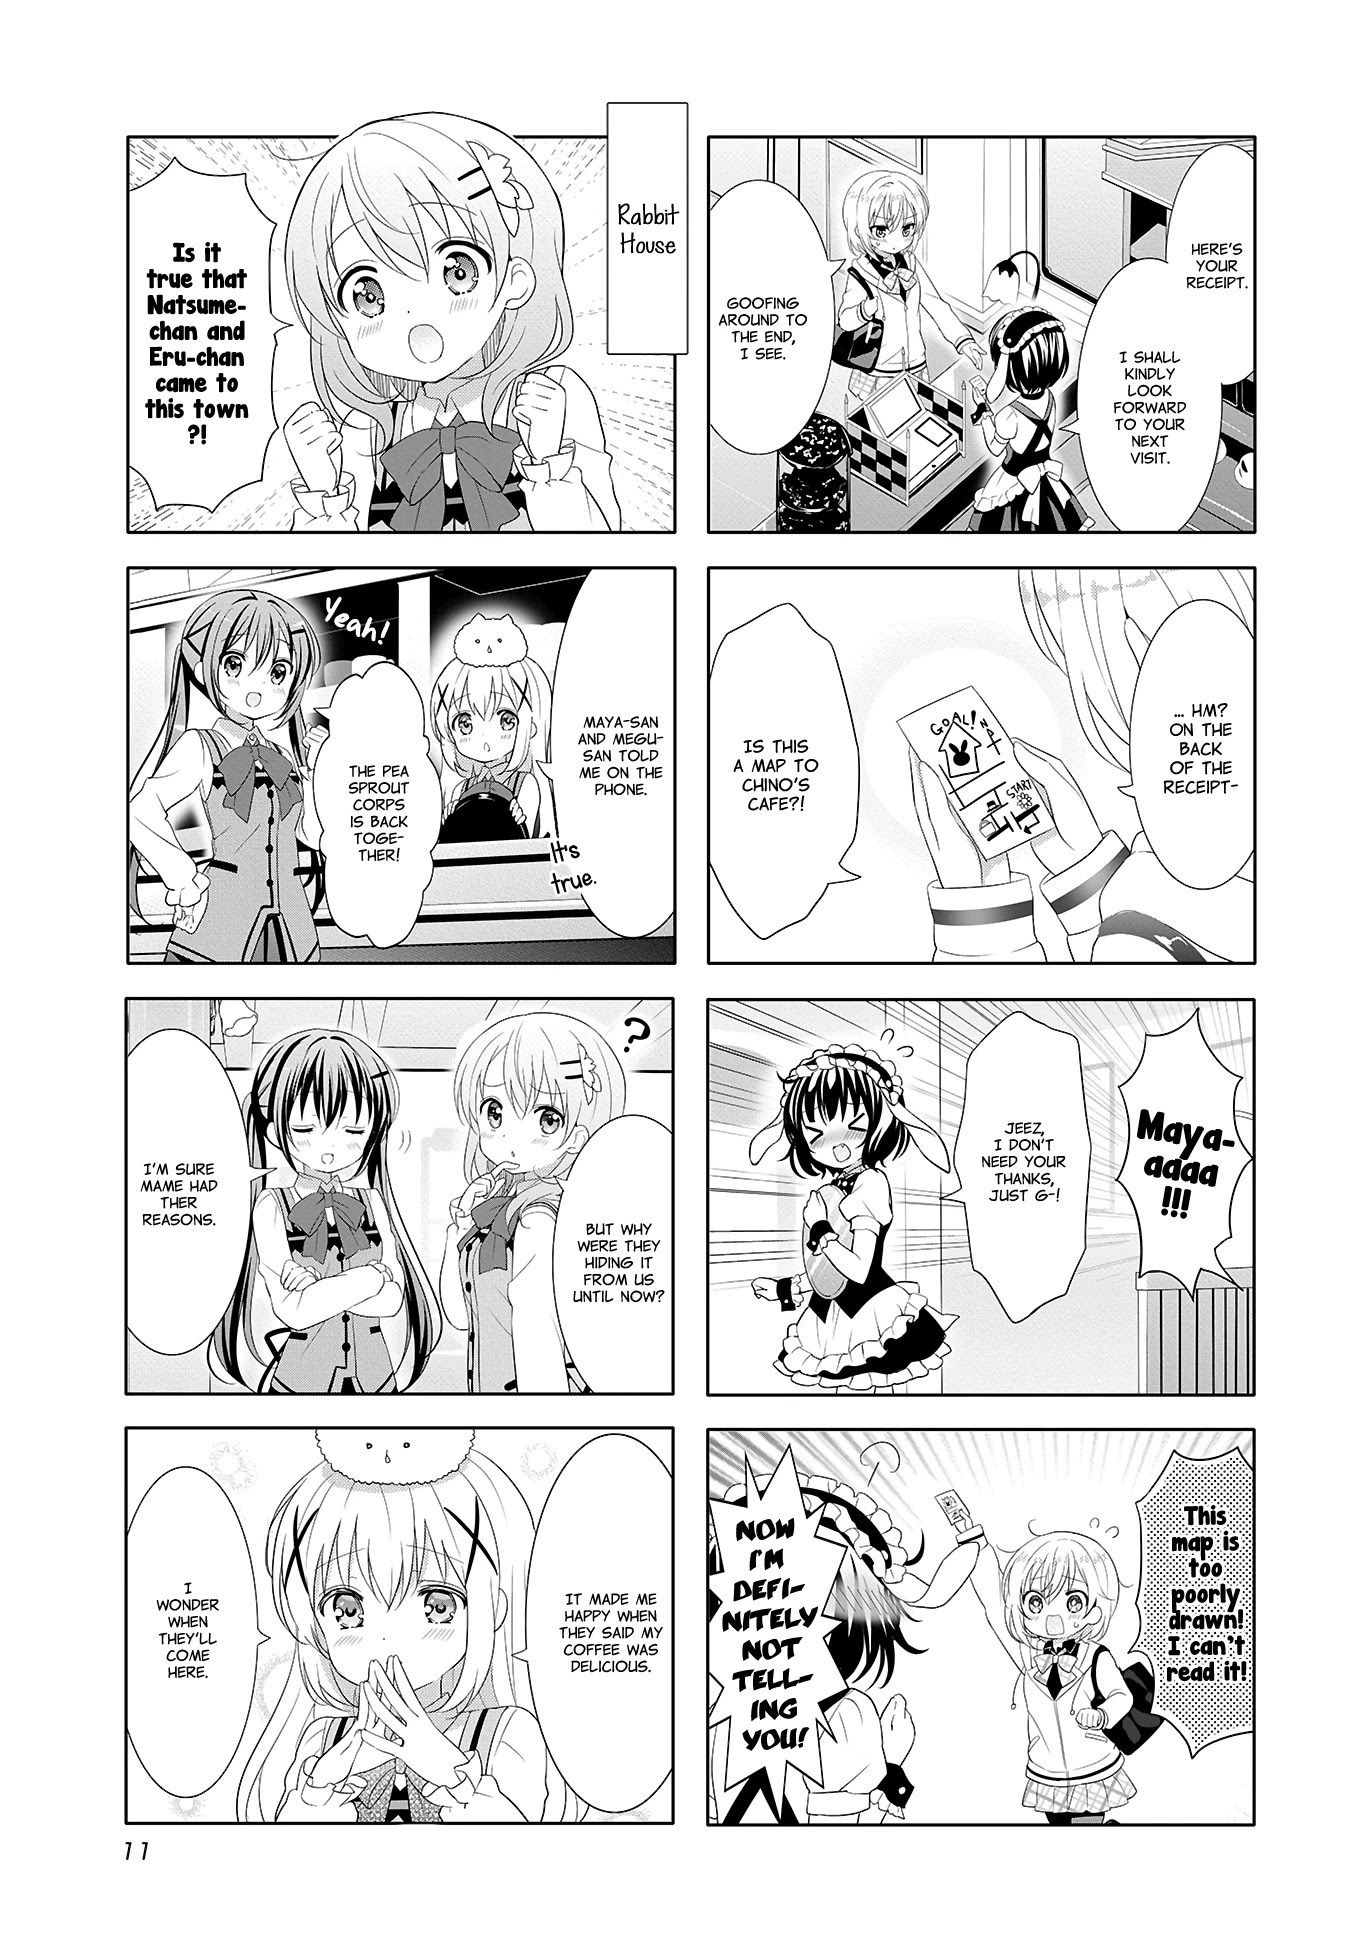 HERE'S
YOUR
RECEIPT.
I SHALL
KINDLY
LOOK
FORWARD
TO YOUR
NEXT
VISIT.
GOOFING
AROUND TO
THE END,
I SEE.
... HM?
ON THE
BACK
OF THE
RECEIPT-
GOAL!
START
IS THIS
A MAP TO
CHINO'S
CAFE?!
Maya-
aaaa
!!!
JEEZ,
I DON'T
NEED YOUR
THANKS,
JUST G-!
This
map is
too
poorly
drawn!
I can't
read it!
NOW
I'M
DEFI-
NITELY
NOT
TELL-
ING
YOU!
Rabbit
House
Is it
true that
Natsume-
chan and
Eru-chan
came to
this town
?!
MAYA-SAN
AND MEGU-
SAN TOLD
ME ON THE
PHONE.
It's
true.
Yeah!
THE PEA
SPROUT
CORPS
IS BACK
TOGE-
THER!
?
BUT WHY
WERE THEY
HIDING IT
FROM US
UNTIL NOW?
I'M SURE
MAME HAD
THER
REASONS.
IT MADE ME
HAPPY WHEN
THEY SAID MY
COFFEE WAS
DELICIOUS.
I
WONDER
WHEN
THEY'LL
COME
HERE.
11